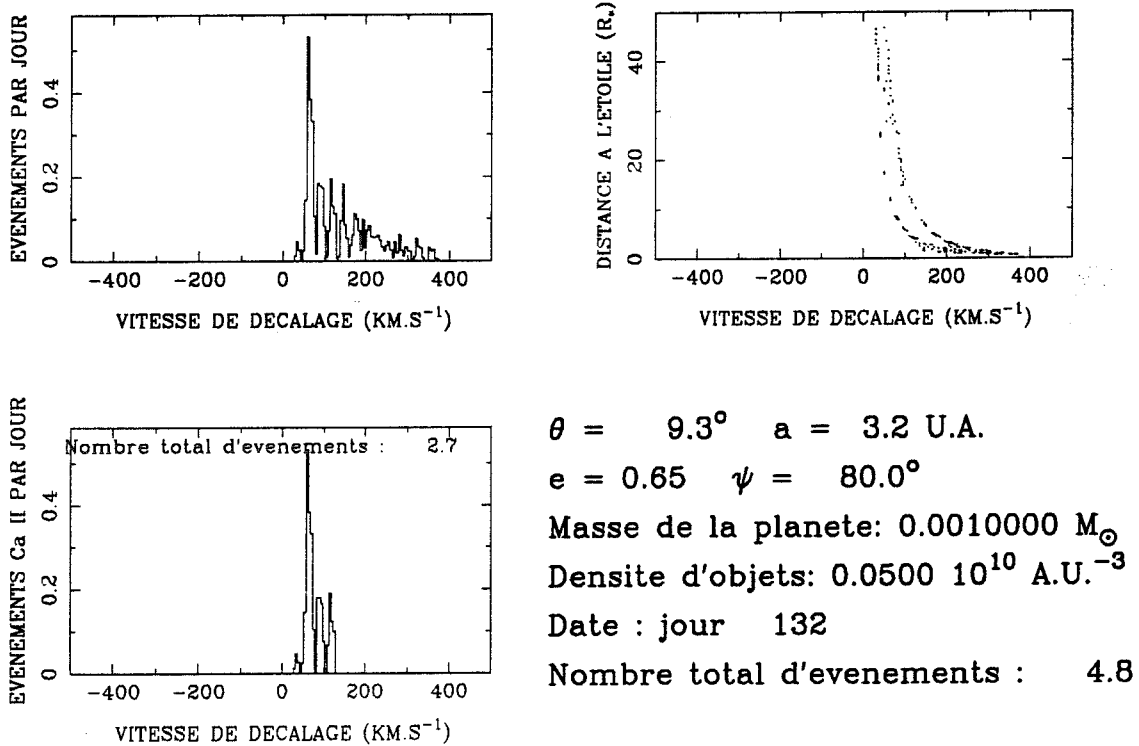 EVENEMENTS PAR JOUR
0.4
0.2
0
−400 −200 0 200 400
VITESSE DE DECALAGE (KM.S⁻¹)
DISTANCE A L'ETOILE (R⁎)
40
20
0
−400 −200 0 200 400
VITESSE DE DECALAGE (KM.S⁻¹)
EVENEMENTS Ca II PAR JOUR
Nombre total d'evenements : 2.7
0.4
0.2
0
−400 −200 0 200 400
VITESSE DE DECALAGE (KM.S⁻¹)
θ = 9.3° a = 3.2 U.A.
e = 0.65 ψ = 80.0°
Masse de la planete: 0.0010000 M☉
Densite d'objets: 0.0500 10¹⁰ A.U.⁻³
Date : jour 132
Nombre total d'evenements : 4.8